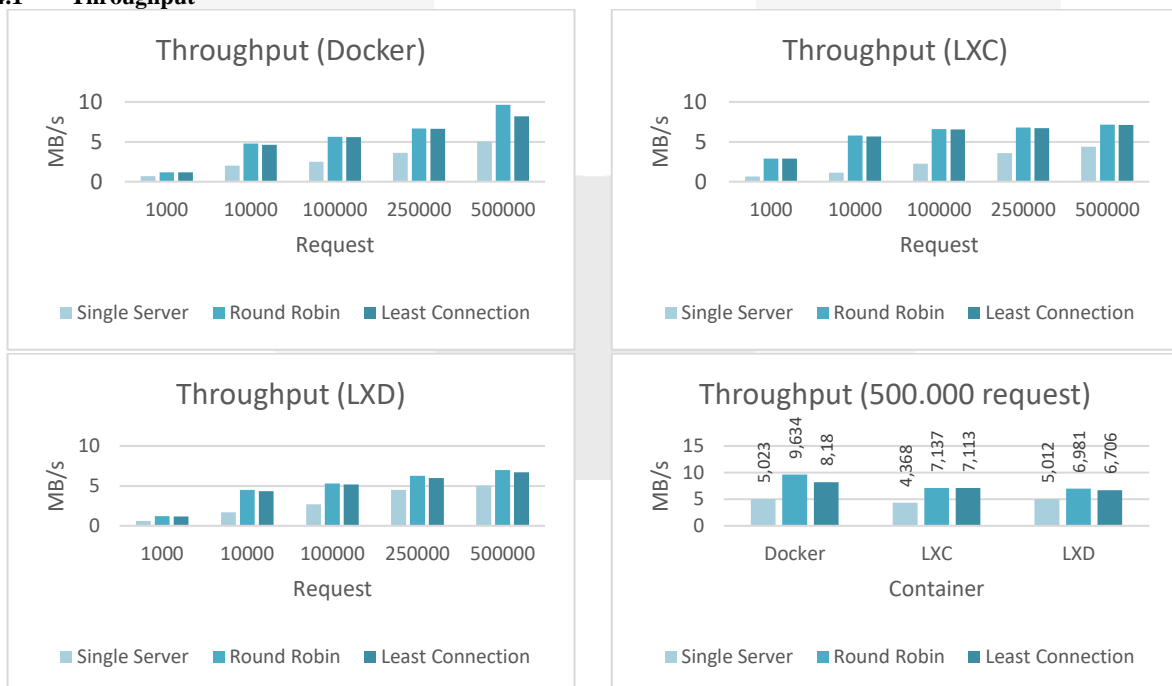 Throughput
Throughput (Docker)
10
5
0
MB/s
1000 10000 100000 250000 500000
Request
Single Server Round Robin Least Connection
Throughput (LXC)
10
5
0
MB/s
1000 10000 100000 250000 500000
Request
Single Server Round Robin Least Connection
Throughput (LXD)
10
5
0
MB/s
1000 10000 100000 250000 500000
Request
Single Server Round Robin Least Connection
Throughput (500.000 request)
15
10
5
0
MB/s
5,023 9,634 8,18 4,368 7,137 7,113 5,012 6,981 6,706
Docker LXC LXD
Container
Single Server Round Robin Least Connection